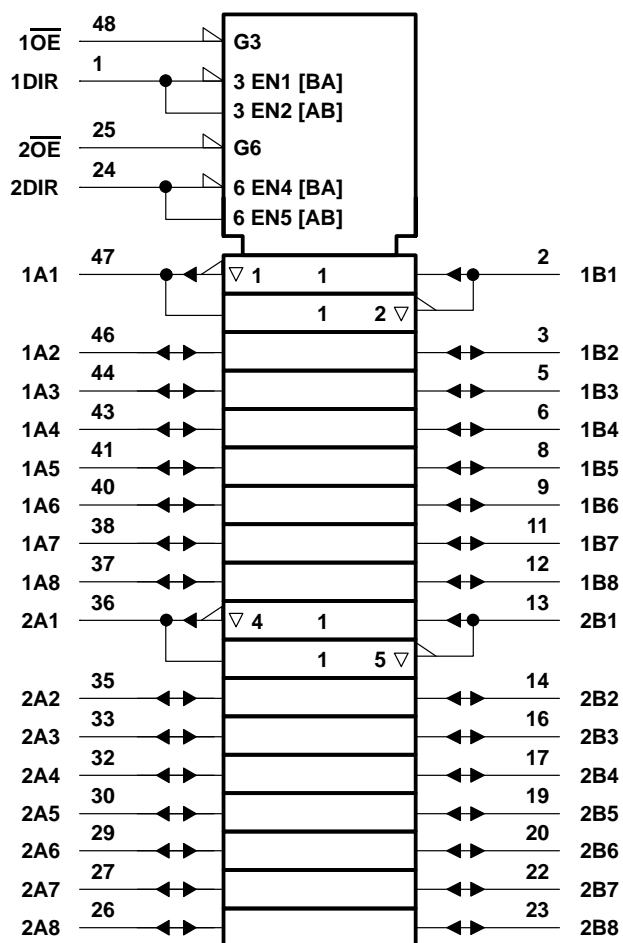 48
1OE G3
1
1DIR 3 EN1 [BA]
3 EN2 [AB]
25
2OE G6
24
2DIR 6 EN4 [BA]
6 EN5 [AB]
47 2
1A1 ▽ 1 1 1B1
1 2 ▽
46 3
1A2 1B2
44 5
1A3 1B3
43 6
1A4 1B4
41 8
1A5 1B5
40 9
1A6 1B6
38 11
1A7 1B7
37 12
1A8 1B8
36 13
2A1 ▽ 4 1 2B1
1 5 ▽
35 14
2A2 2B2
33 16
2A3 2B3
32 17
2A4 2B4
30 19
2A5 2B5
29 20
2A6 2B6
27 22
2A7 2B7
26 23
2A8 2B8